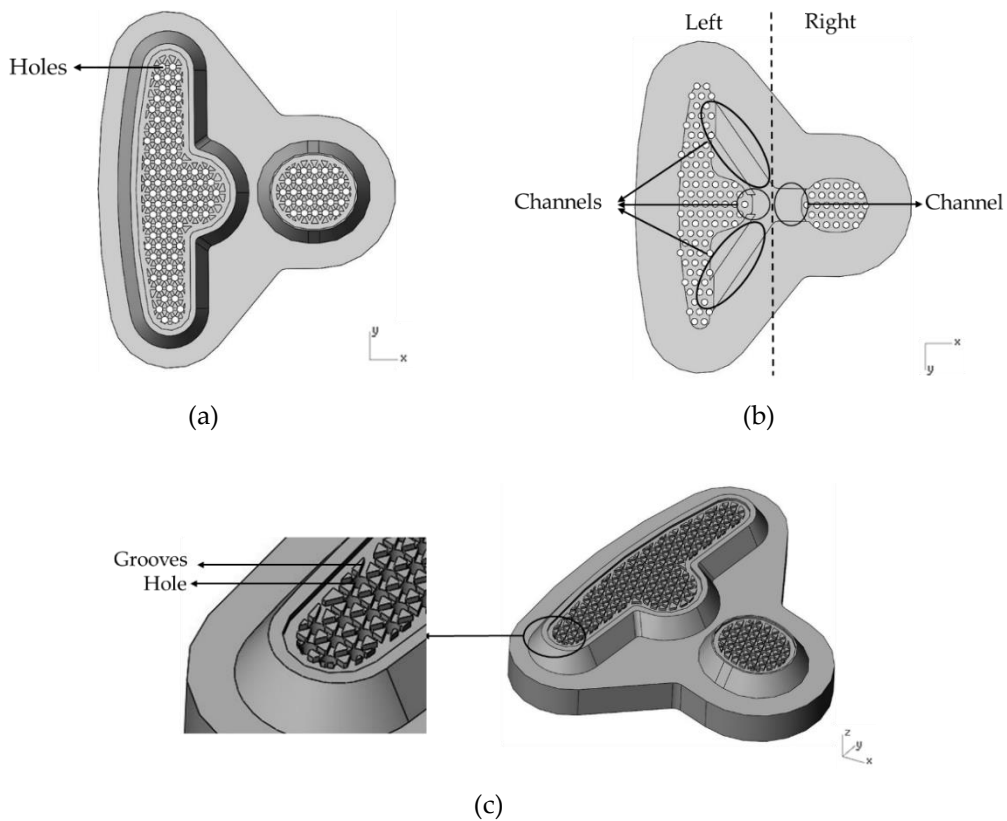 Left
Right
Holes
Channels
Channel
y
x
x
y
(a)
(b)
Grooves
Hole
z
y
x
(c)